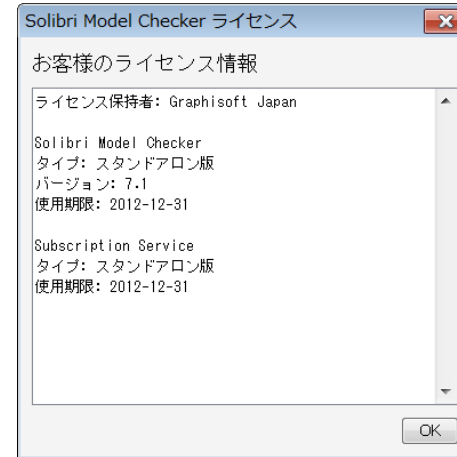 Solibri Model Checker ライセンス
お客様のライセンス情報
ライセンス保持者: Graphisoft Japan
Solibri Model Checker
タイプ: スタンドアロン版
バージョン: 7.1
使用期限: 2012-12-31
Subscription Service
タイプ: スタンドアロン版
使用期限: 2012-12-31
OK